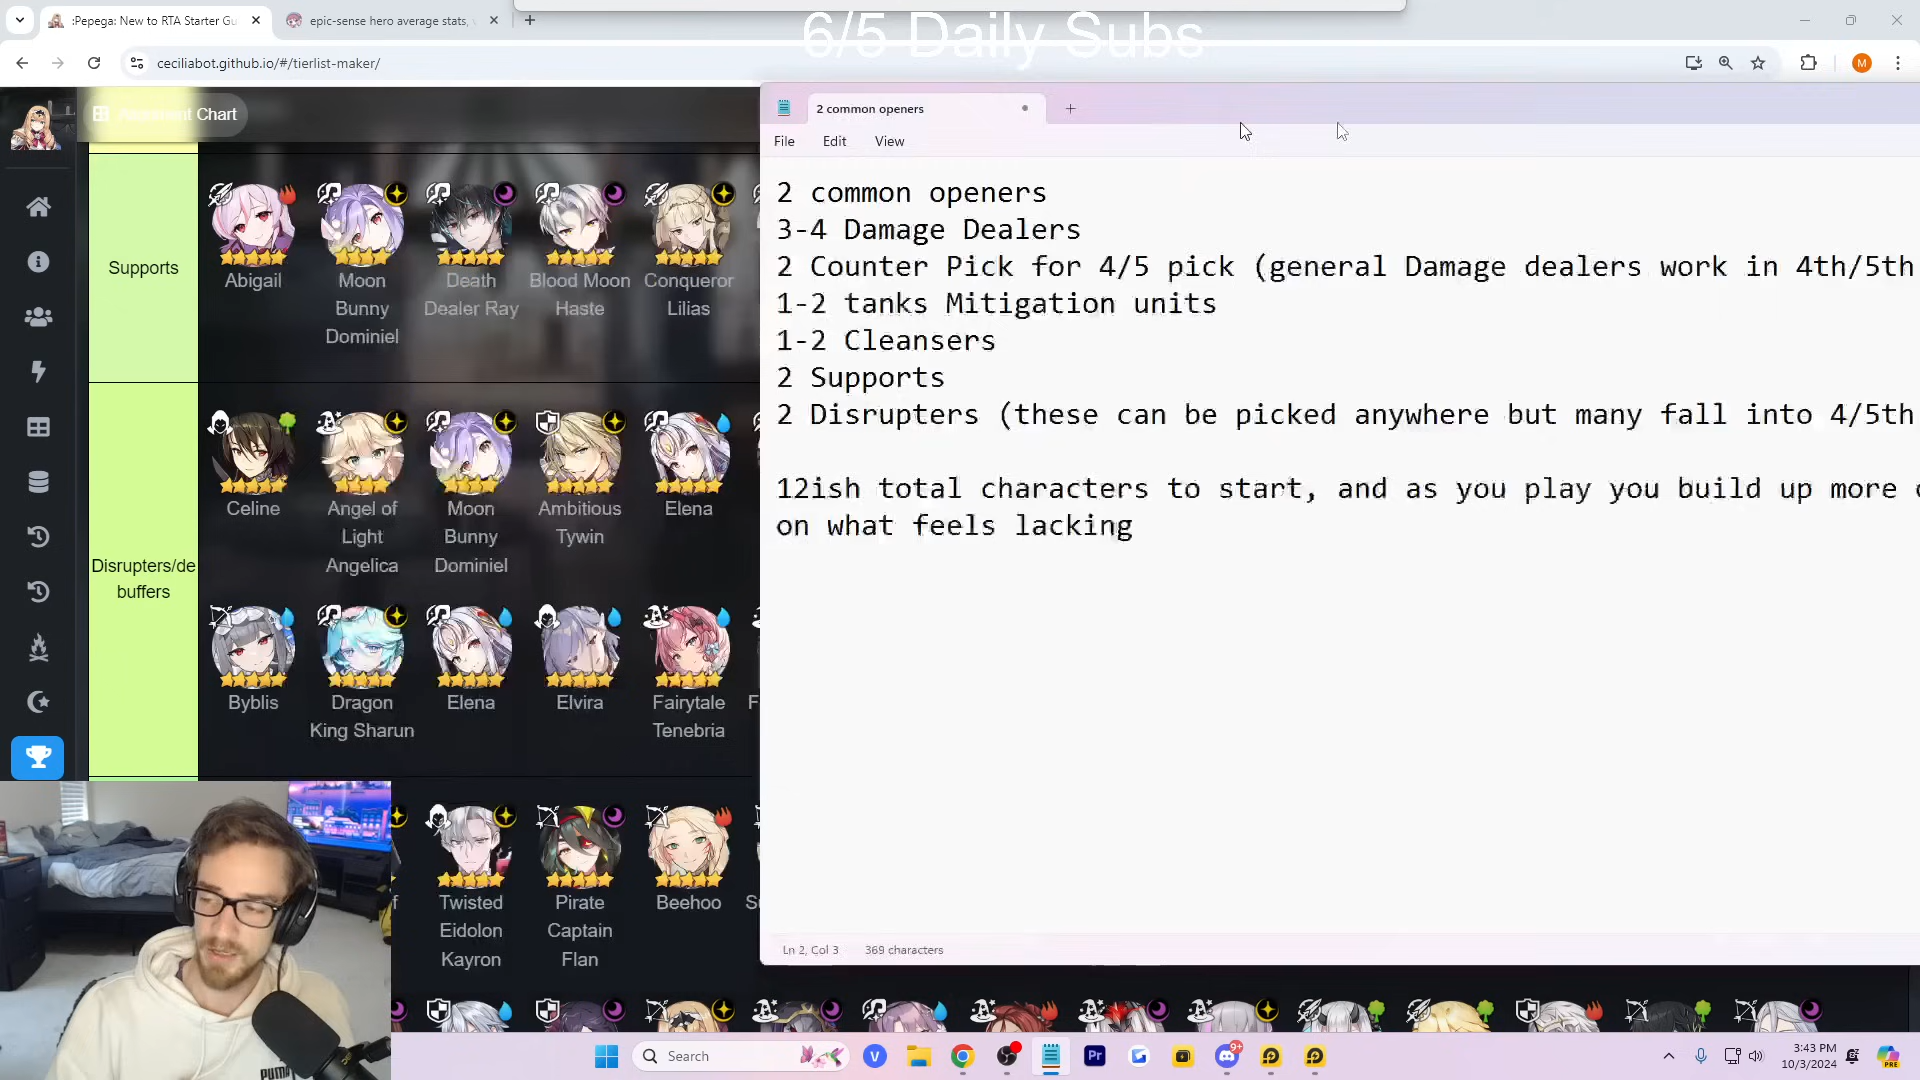 :Pepega: New to RTA Starter Gu
epic-sense hero average stats,
6/5 Daily Subs
ceciliabot.github.io/#/tierlist-maker/
M
Alignment Chart
2 common openers
File
Edit
View
2 common openers
3-4 Damage Dealers
2 Counter Pick for 4/5 pick (general Damage dealers work in 4th/5th
1-2 tanks Mitigation units
1-2 Cleansers
2 Supports
2 Disrupters (these can be picked anywhere but many fall into 4/5th
12ish total characters to start, and as you play you build up more
on what feels lacking
Ln 2, Col 3
369 characters
Supports
Abigail
Moon
Bunny
Dominiel
Death
Dealer Ray
Blood Moon
Haste
Conqueror
Lilias
Disrupters/de
buffers
Celine
Angel of
Light
Angelica
Moon
Bunny
Dominiel
Ambitious
Tywin
Elena
Byblis
Dragon
King Sharun
Elena
Elvira
Fairytale
Tenebria
Twisted
Eidolon
Kayron
Pirate
Captain
Flan
Beehoo
PUMA
Search
V
Pr
9+
3:43 PM
10/3/2024
PRE